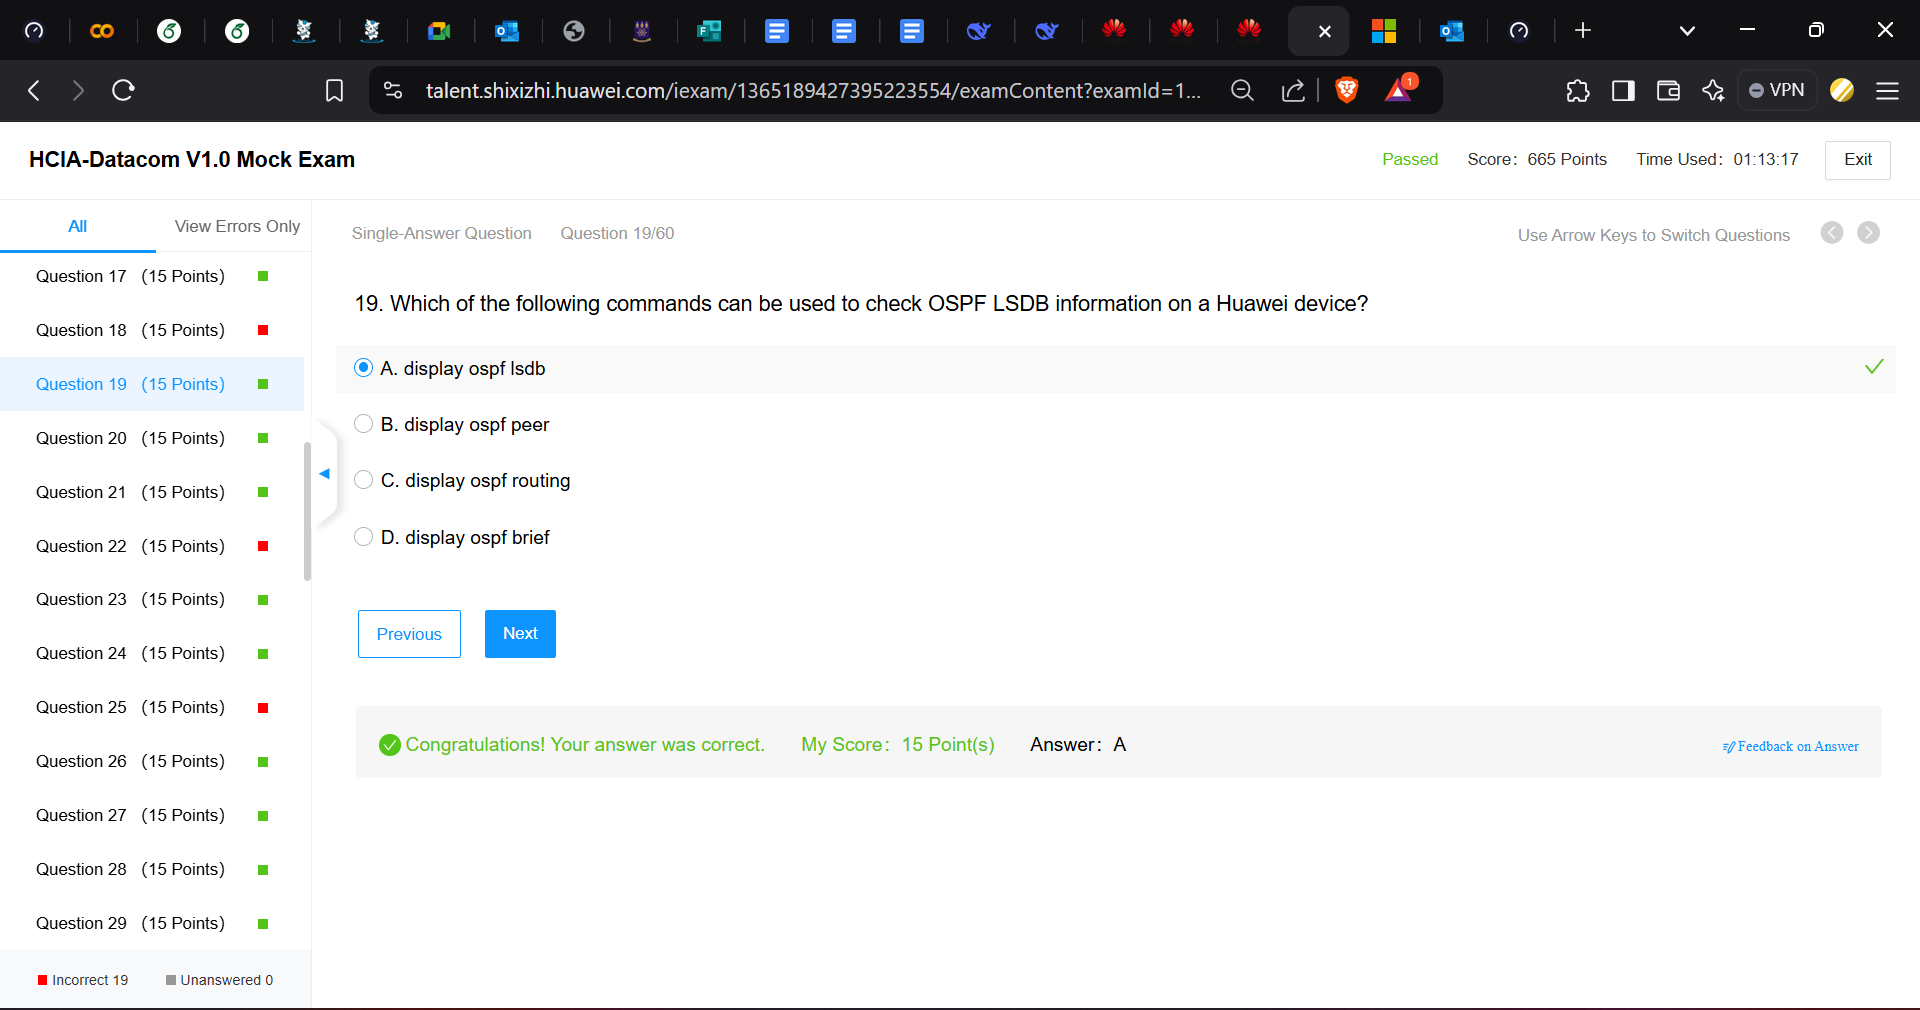 talent.shixizhi.huawei.com/iexam/1365189427395223554/examContent?examId=1...
1
VPN
HCIA-Datacom V1.0 Mock Exam
Passed
Score: 665 Points
Time Used: 01:13:17
Exit
All
View Errors Only
Single-Answer Question
Question 19/60
Use Arrow Keys to Switch Questions
Question 17 (15 Points)
Question 18 (15 Points)
Question 19 (15 Points)
Question 20 (15 Points)
Question 21 (15 Points)
Question 22 (15 Points)
Question 23 (15 Points)
Question 24 (15 Points)
Question 25 (15 Points)
Question 26 (15 Points)
Question 27 (15 Points)
Question 28 (15 Points)
Question 29 (15 Points)
Incorrect 19
Unanswered 0
19. Which of the following commands can be used to check OSPF LSDB information on a Huawei device?
A. display ospf lsdb
B. display ospf peer
C. display ospf routing
D. display ospf brief
Previous
Next
Congratulations! Your answer was correct.
My Score: 15 Point(s)
Answer: A
Feedback on Answer